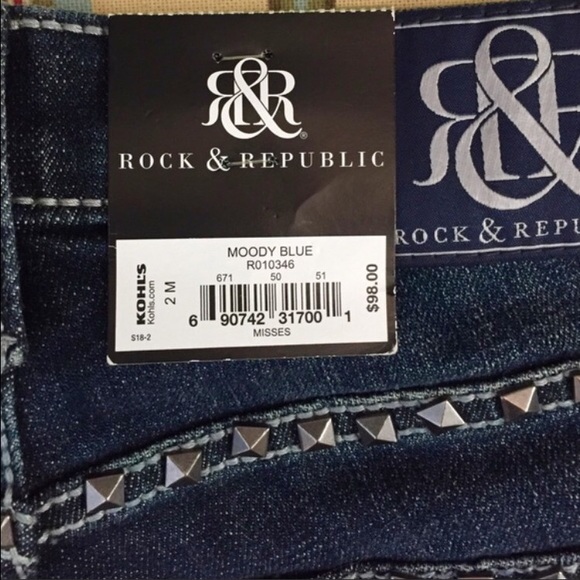 R&R
ROCK & REPUBLIC
MOODY BLUE
R010346
671 50 51
6 90742 31700 1
MISSES
KOHL'S
Kohls.com
2 M
S18-2
$98.00
R&
ROCK & REPU